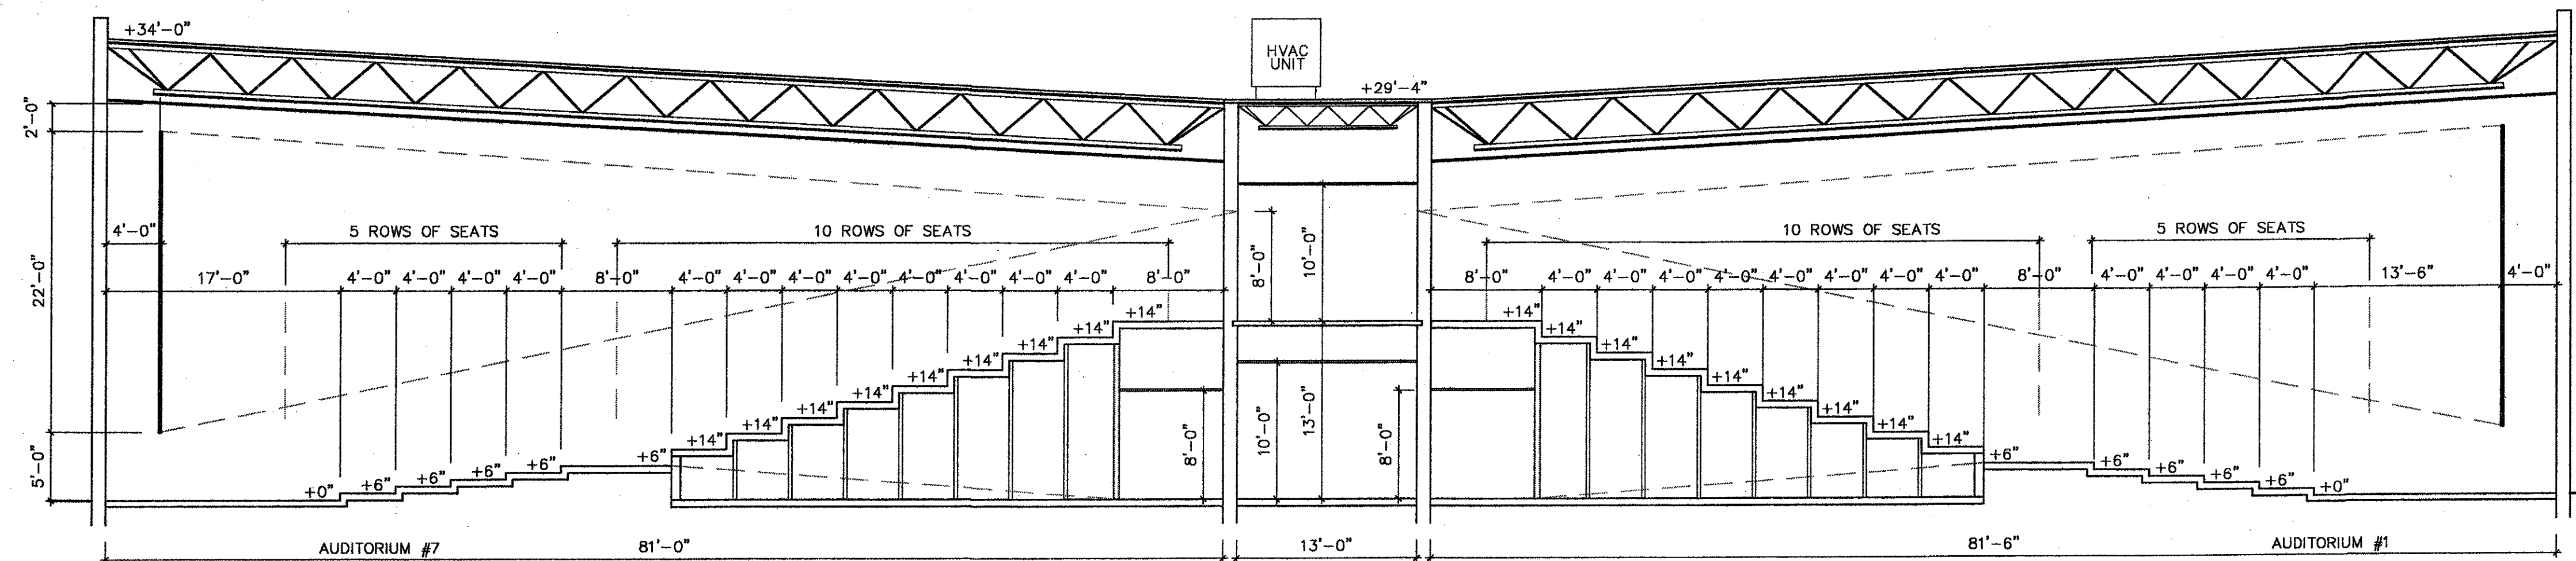 +34'-0"
HVAC
UNIT
+29'-4"
2'-0"
22'-0"
5'-0"
4'-0"
5 ROWS OF SEATS
10 ROWS OF SEATS
17'-0" 4'-0" 4'-0" 4'-0" 4'-0" 8'-0" 4'-0" 4'-0" 4'-0" 4'-0" 4'-0" 4'-0" 4'-0" 4'-0" 8'-0"
8'-0"
10'-0"
10 ROWS OF SEATS
5 ROWS OF SEATS
8'-0" 4'-0" 4'-0" 4'-0" 4'-0" 4'-0" 4'-0" 4'-0" 4'-0" 8'-0" 4'-0" 4'-0" 4'-0" 4'-0" 13'-6" 4'-0"
+0" +6" +6" +6" +6" +6" +14" +14" +14" +14" +14" +14" +14" +14" +14"
8'-0"
10'-0"
13'-0"
8'-0"
+14" +14" +14" +14" +14" +14" +14" +14" +14" +6" +6" +6" +6" +6" +0"
AUDITORIUM #7 81'-0" 13'-0" 81'-6" AUDITORIUM #1